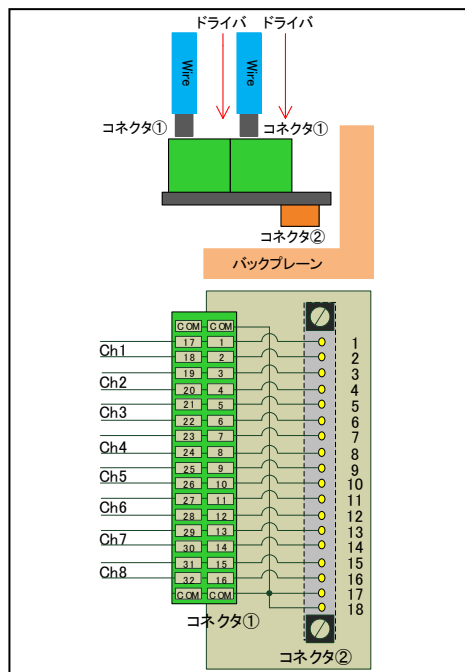 ドライバ ドライバ
Wire Wire
コネクタ① コネクタ①
コネクタ②
バックプレーン
COM COM
17 1 1
Ch1
18 2 2
19 3 3
Ch2
20 4 4
21 5 5
Ch3
22 6 6
23 7 7
Ch4
24 8 8
25 9 9
Ch5
26 10 10
27 11 11
Ch6
28 12 12
29 13 13
Ch7
30 14 14
31 15 15
Ch8
32 16 16
COM COM 17
18
コネクタ① コネクタ②